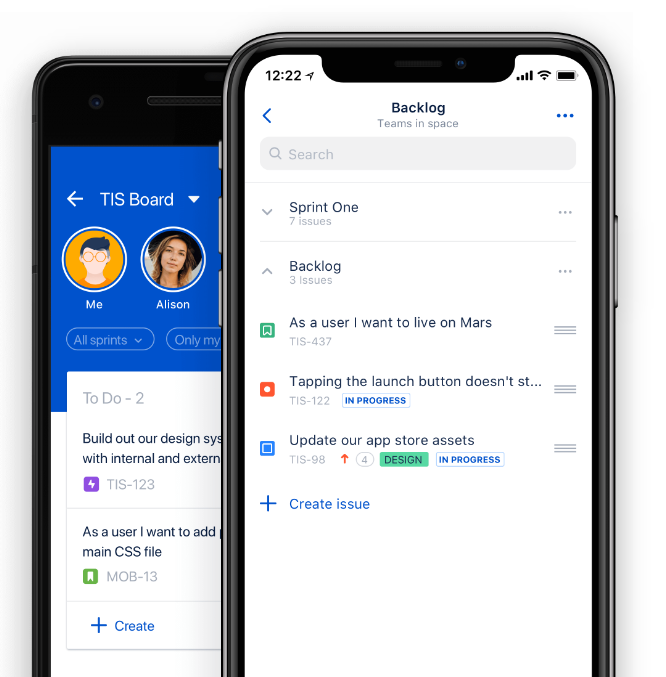 TIS Board
Me
Alison
All sprints
Only my
To Do - 2
Build out our design sys
with internal and extern
TIS-123
As a user I want to add
main CSS file
MOB-13
Create
12:22
Backlog
Teams in space
Search
Sprint One
7 issues
Backlog
3 Issues
As a user I want to live on Mars
TIS-437
Tapping the launch button doesn't st...
TIS-122 IN PROGRESS
Update our app store assets
TIS-98 4 DESIGN IN PROGRESS
Create issue